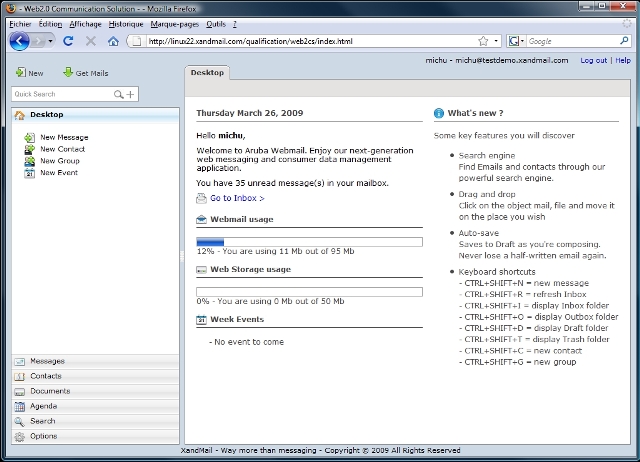 - Web2.0 Communication Solution - - Mozilla Firefox
Fichier Édition Affichage Historique Marque-pages Outils ?
http://linux22.xandmail.com/qualification/web2cs/index.html
Google
michu - michu@testdemo.xandmail.com Log out | Help
New Get Mails
Quick Search
Desktop
New Message
New Contact
New Group
New Event
Messages
Contacts
Documents
Agenda
Search
Options
Desktop
Thursday March 26, 2009
Hello michu,
Welcome to Aruba Webmail. Enjoy our next-generation
web messaging and consumer data management
application.
You have 35 unread message(s) in your mailbox.
Go to Inbox >
Webmail usage
12% - You are using 11 Mb out of 95 Mb
Web Storage usage
0% - You are using 0 Mb out of 50 Mb
Week Events
- No event to come
What's new ?
Some key features you will discover
• Search engine
Find Emails and contacts through our
powerful search engine.
• Drag and drop
Click on the object mail, file and move it
on the place you wish
• Auto-save
Saves to Draft as you're composing.
Never lose a half-written email again.
• Keyboard shortcuts
- CTRL+SHIFT+N = new message
- CTRL+SHIFT+R = refresh Inbox
- CTRL+SHIFT+I = display Inbox folder
- CTRL+SHIFT+O = display Outbox folder
- CTRL+SHIFT+D = display Draft folder
- CTRL+SHIFT+T = display Trash folder
- CTRL+SHIFT+C = new contact
- CTRL+SHIFT+G = new group
XandMail - Way more than messaging - Copyright © 2009 All Rights Reserved